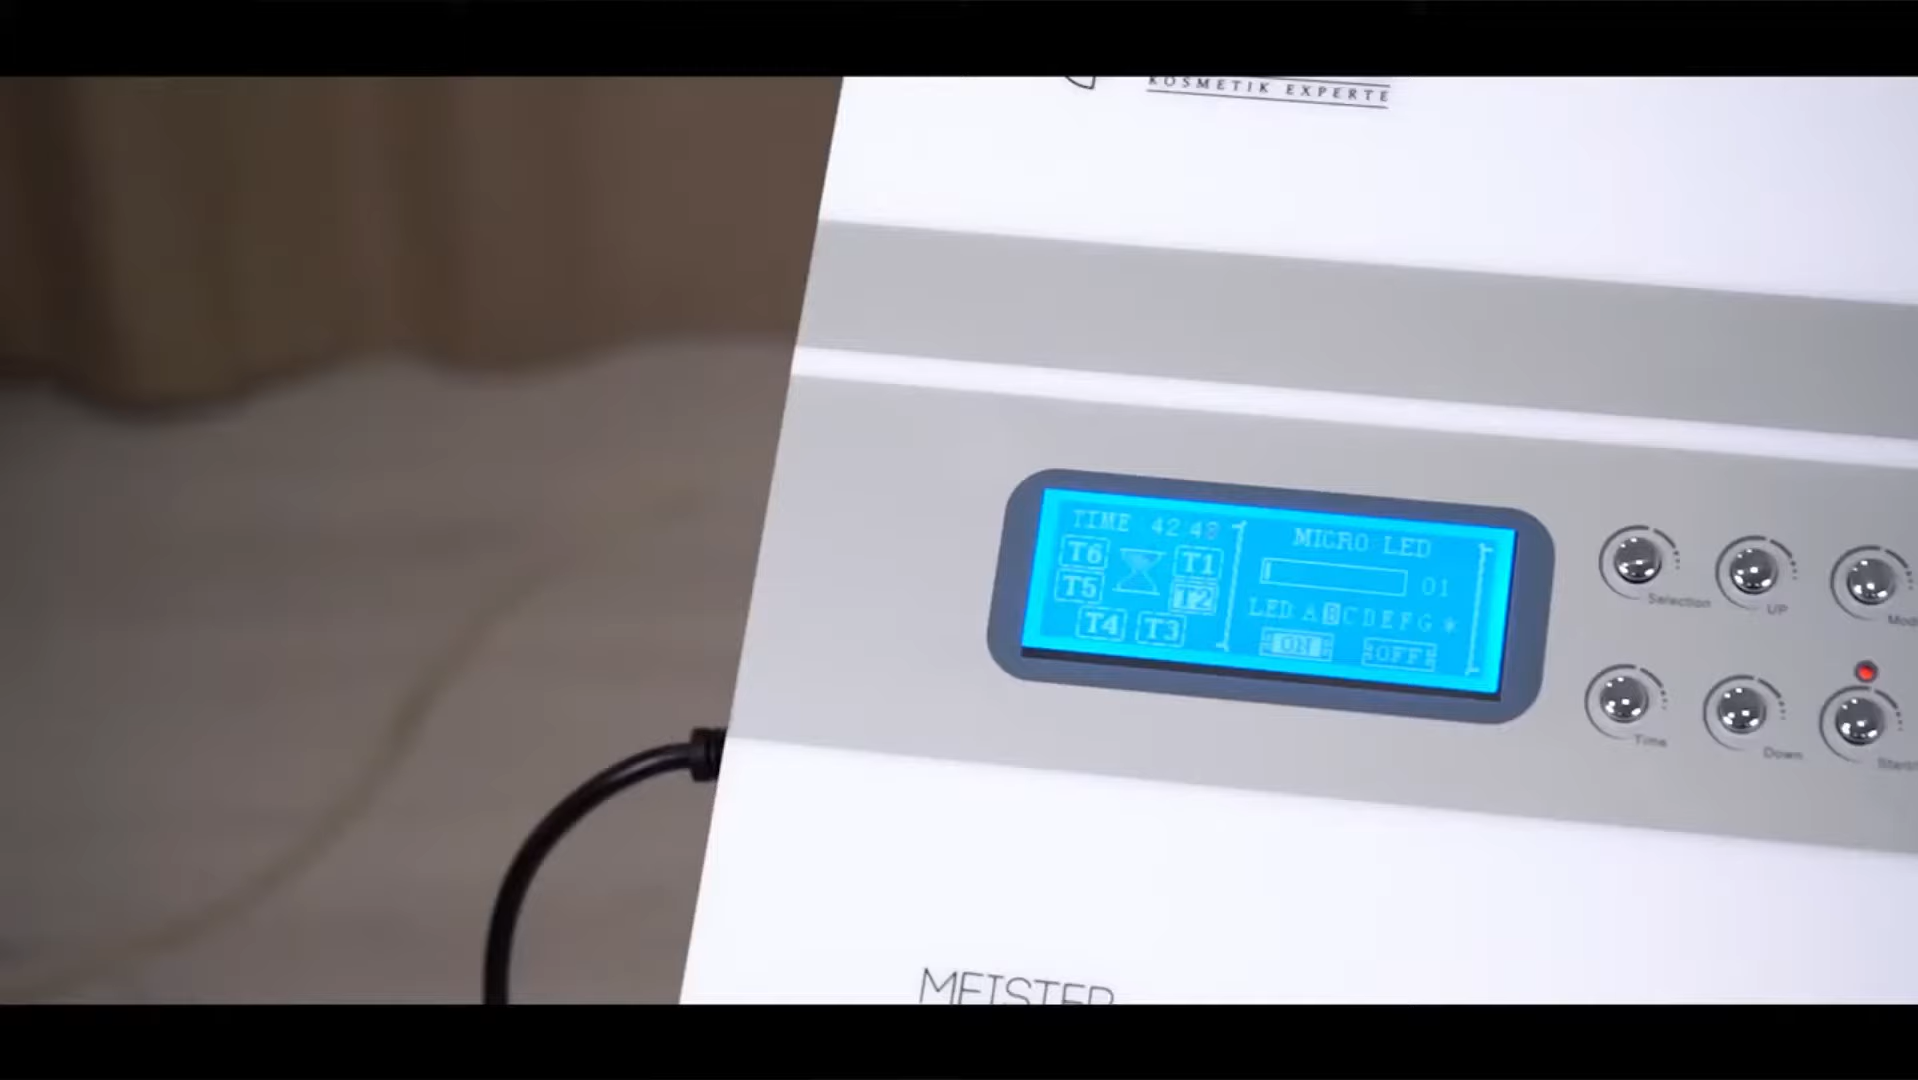 KOSMETIK EXPERTE
TIME 42:48
T6 T1
T5 T2
T4 T3
MICRO LED
01
LED A B C D E F G *
ON OFF
Selection UP
Time Down
MEISTER